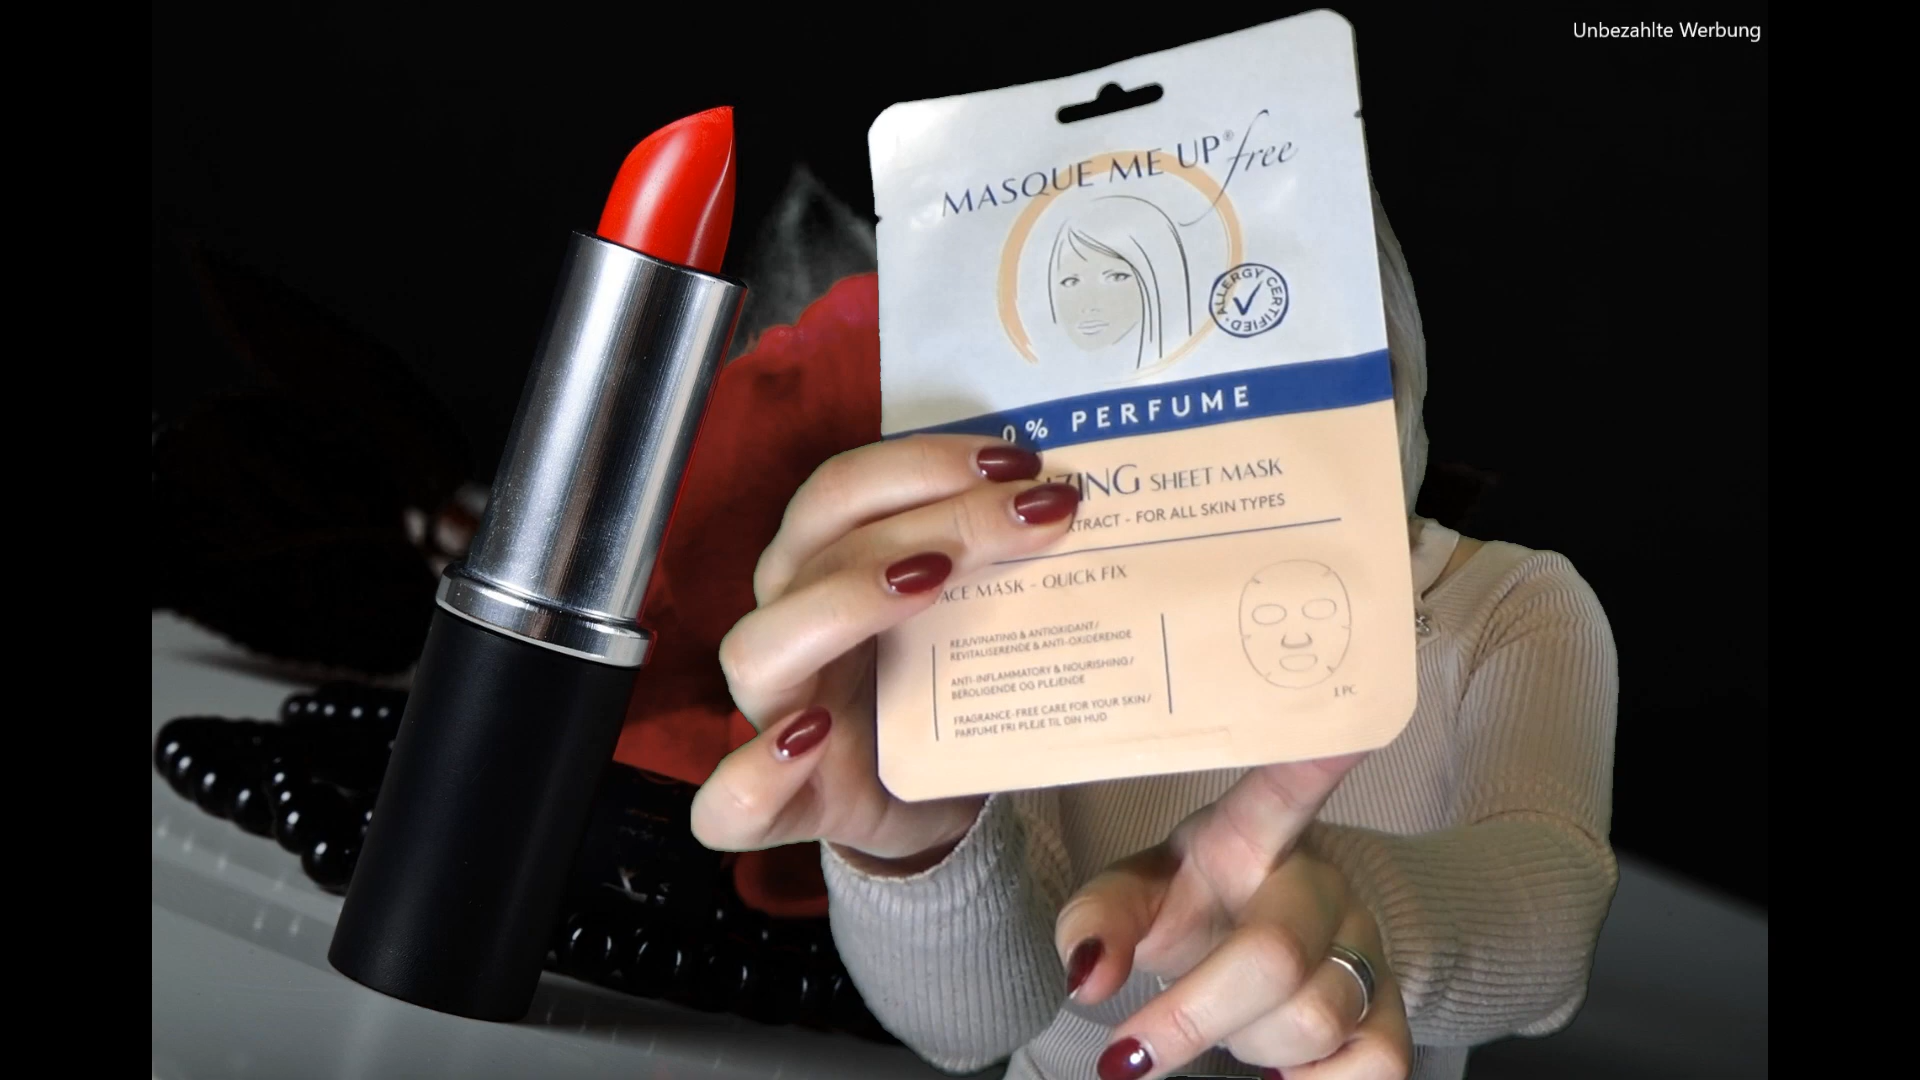 Unbezahlte Werbung
MASQUE ME UP® free
ALLERGY CERTIFIED
0% PERFUME
SHEET MASK
- FOR ALL SKIN TYPES
MASK - QUICK FIX
REJUVINATING & ANTIOXIDANT/
REVITALISERENDE & ANTI-OXIDERENDE
ANTI-INFLAMMATORY & NOURISHING/
BEROLIGENDE OG PLEJENDE
FRAGRANCE-FREE CARE FOR YOUR SKIN/
PARFUME FRI PLEJE TIL DIN HUD
1 PC